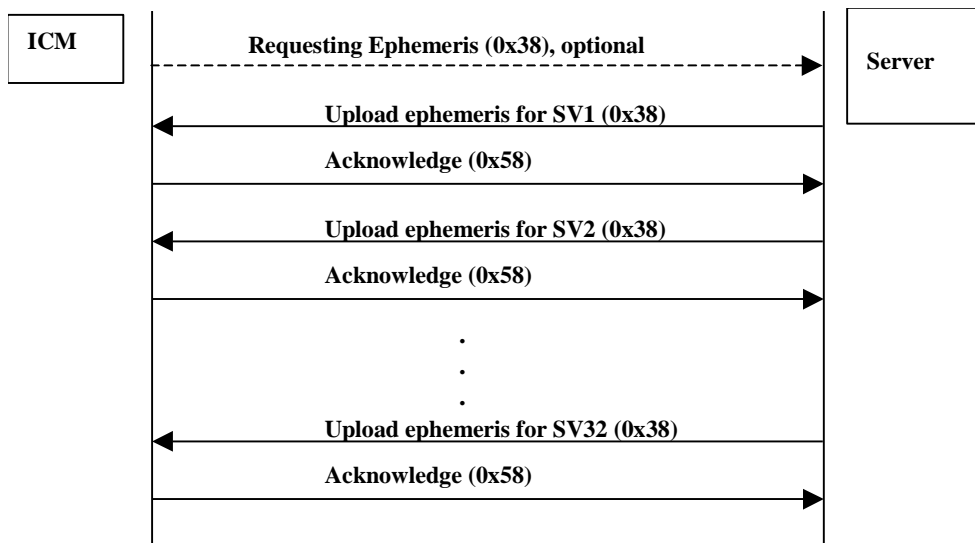 ICM
Requesting Ephemeris (0x38), optional
Server
Upload ephemeris for SV1 (0x38)
Acknowledge (0x58)
Upload ephemeris for SV2 (0x38)
Acknowledge (0x58)
.
.
.
Upload ephemeris for SV32 (0x38)
Acknowledge (0x58)